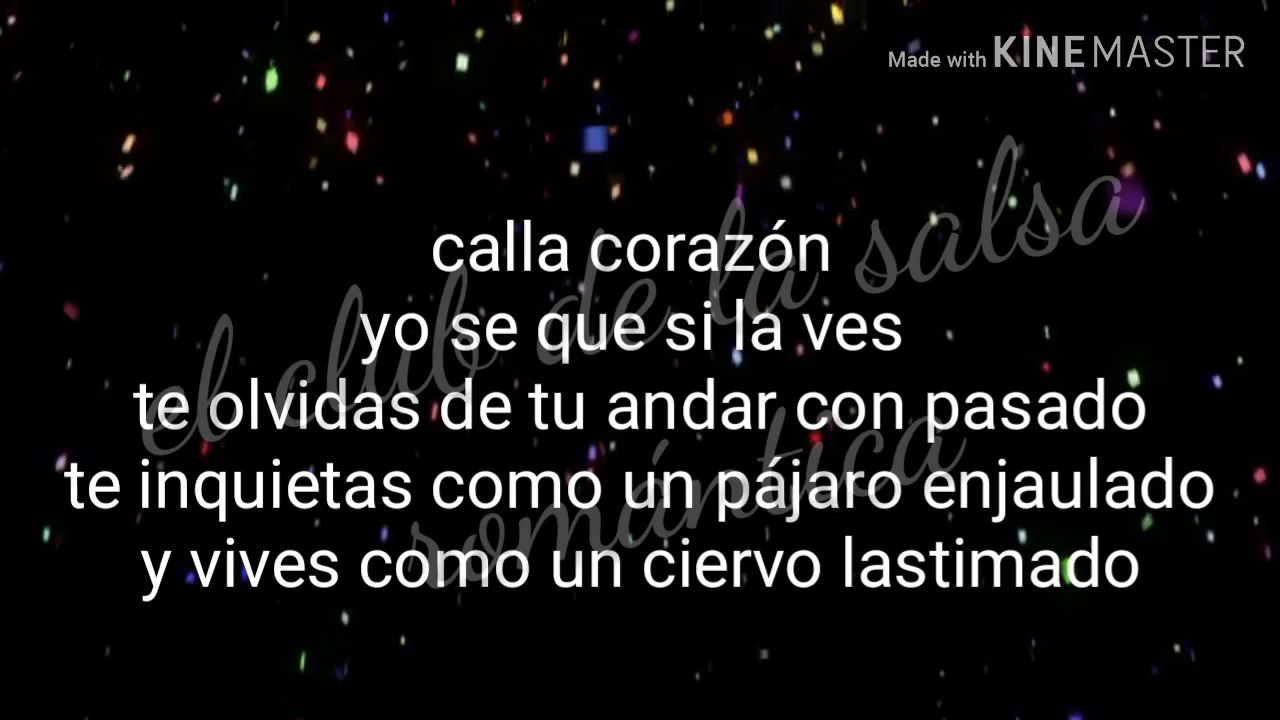 Made with KINEMASTER
calla corazón
yo se que si la ves
te olvidas de tu andar con pasado
te inquietas como un pájaro enjaulado
y vives como un ciervo lastimado
el club de la salsa
romántica